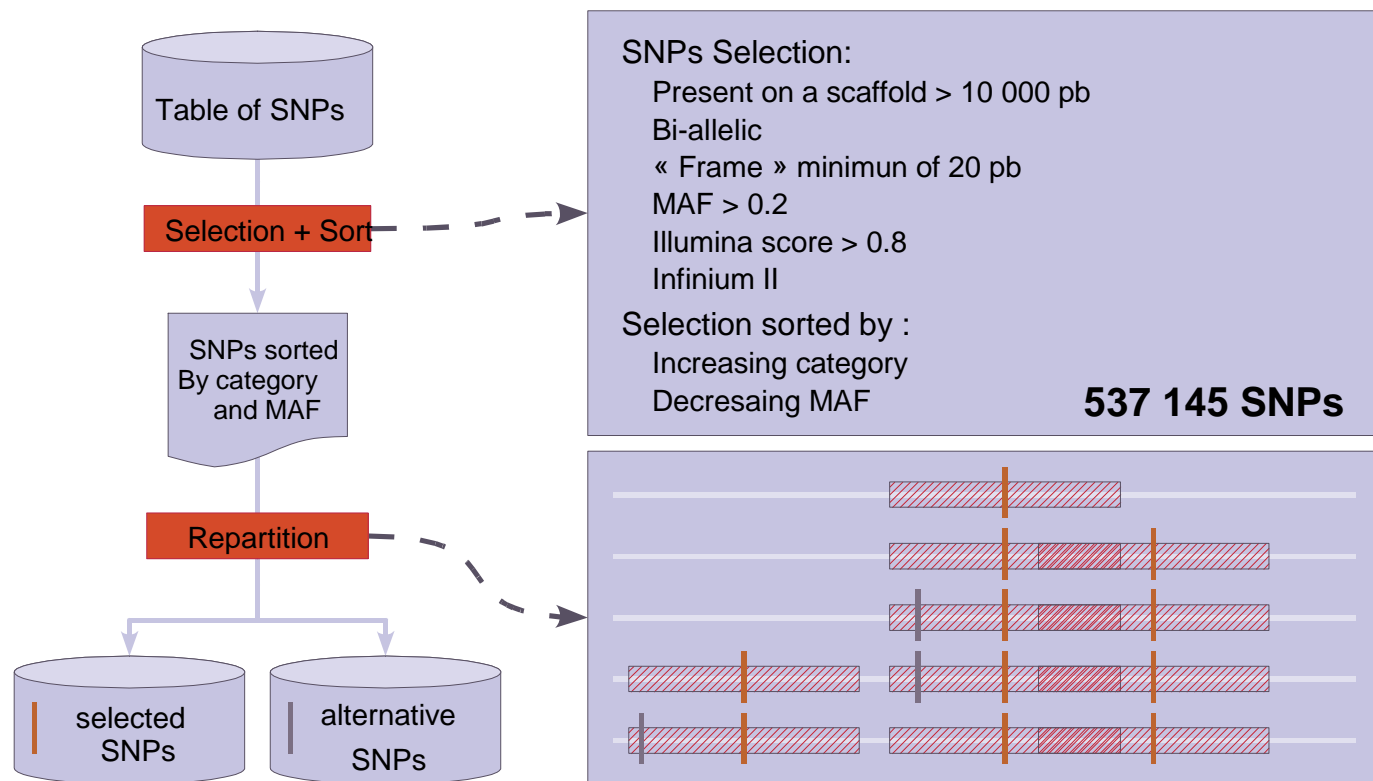 Table of SNPs
Selection + Sort
SNPs sorted
By category
and MAF
Repartition
selected
SNPs
alternative
SNPs
SNPs Selection:
Present on a scaffold > 10 000 pb
Bi-allelic
« Frame » minimun of 20 pb
MAF > 0.2
Illumina score > 0.8
Infinium II
Selection sorted by :
Increasing category
Decresaing MAF
537 145 SNPs